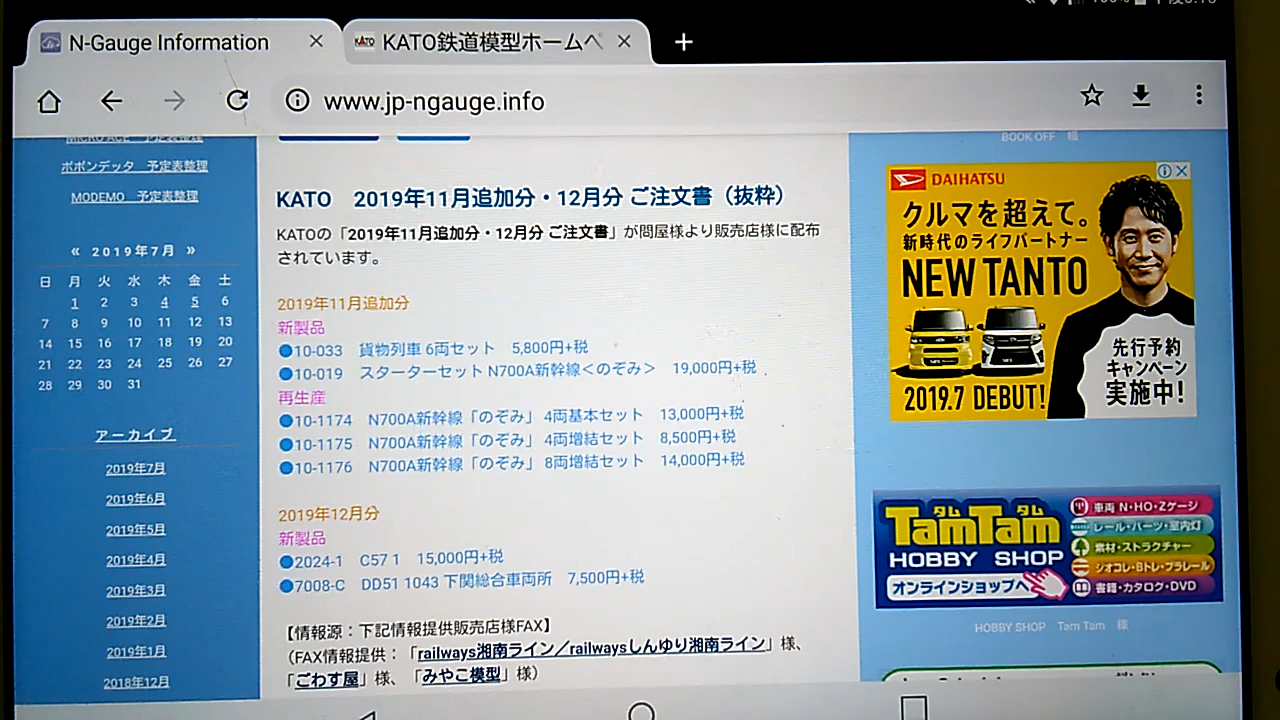 N-Gauge Information
KATO鉄道模型ホームペ
www.jp-ngauge.info
MICRO ACE 予定表整理
ポポンデッタ 予定表整理
MODEMO 予定表整理
« 2019年7月 »
日 月 火 水 木 金 土
1 2 3 4 5 6
7 8 9 10 11 12 13
14 15 16 17 18 19 20
21 22 23 24 25 26 27
28 29 30 31
アーカイブ
2019年7月
2019年6月
2019年5月
2019年4月
2019年3月
2019年2月
2019年1月
2018年12月
KATO 2019年11月追加分・12月分 ご注文書（抜粋）
KATOの「2019年11月追加分・12月分 ご注文書」が問屋様より販売店様に配布
されています。
2019年11月追加分
新製品
●10-033 貨物列車 6両セット 5,800円+税
●10-019 スターターセット N700A新幹線＜のぞみ＞ 19,000円+税
再生産
●10-1174 N700A新幹線「のぞみ」 4両基本セット 13,000円+税
●10-1175 N700A新幹線「のぞみ」 4両増結セット 8,500円+税
●10-1176 N700A新幹線「のぞみ」 8両増結セット 14,000円+税
2019年12月分
新製品
●2024-1 C57 1 15,000円+税
●7008-C DD51 1043 下関総合車両所 7,500円+税
【情報源：下記情報提供販売店様FAX】
（FAX情報提供：「railways湘南ライン／railwaysしんゆり湘南ライン」様、
「ごわす屋」様、「みやこ模型」様）
BOOK OFF 様
DAIHATSU
クルマを超えて。
新時代のライフパートナー
NEW TANTO
先行予約
キャンペーン
実施中!
2019.7 DEBUT!
タム タム
TamTam
HOBBY SHOP
オンラインショップへ
車両 N・HO・Zゲージ
レール・パーツ・室内灯
素材・ストラクチャー
ジオコレ・Bトレ・プラレール
書籍・カタログ・DVD
HOBBY SHOP Tam Tam 様